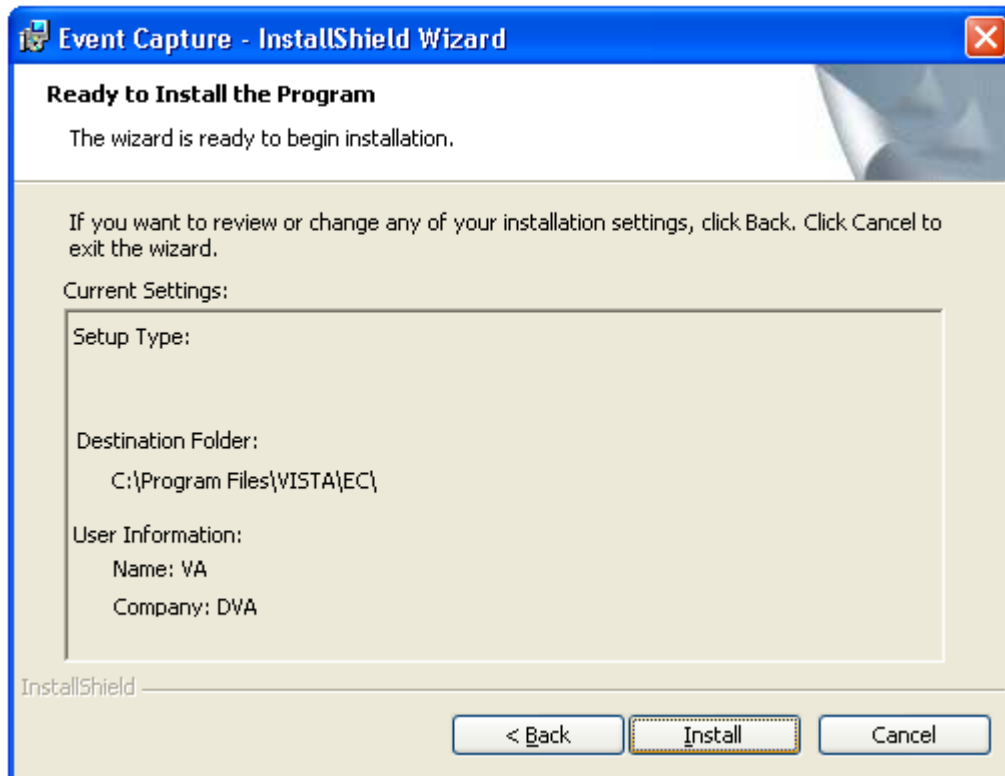 Event Capture - InstallShield Wizard
Ready to Install the Program
The wizard is ready to begin installation.
If you want to review or change any of your installation settings, click Back. Click Cancel to
exit the wizard.
Current Settings:
Setup Type:
Destination Folder:
C:\Program Files\VISTA\EC\
User Information:
Name: VA
Company: DVA
InstallShield
< Back
Install
Cancel